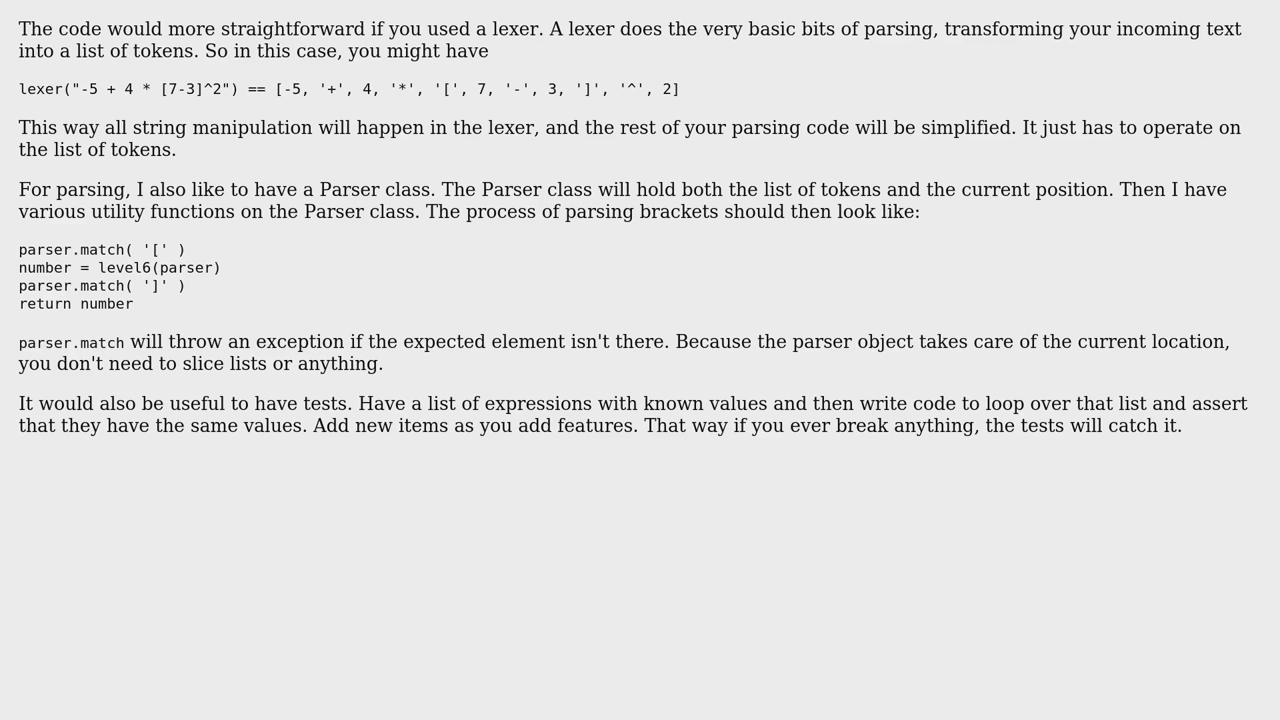 The code would more straightforward if you used a lexer. A lexer does the very basic bits of parsing, transforming your incoming text
into a list of tokens. So in this case, you might have
lexer("-5 + 4 * [7-3]^2") == [-5, '+', 4, '*', '[', 7, '-', 3, ']', '^', 2]
This way all string manipulation will happen in the lexer, and the rest of your parsing code will be simplified. It just has to operate on
the list of tokens.
For parsing, I also like to have a Parser class. The Parser class will hold both the list of tokens and the current position. Then I have
various utility functions on the Parser class. The process of parsing brackets should then look like:
parser.match( '[' )
number = level6(parser)
parser.match( ']' )
return number
parser.match will throw an exception if the expected element isn't there. Because the parser object takes care of the current location,
you don't need to slice lists or anything.
It would also be useful to have tests. Have a list of expressions with known values and then write code to loop over that list and assert
that they have the same values. Add new items as you add features. That way if you ever break anything, the tests will catch it.